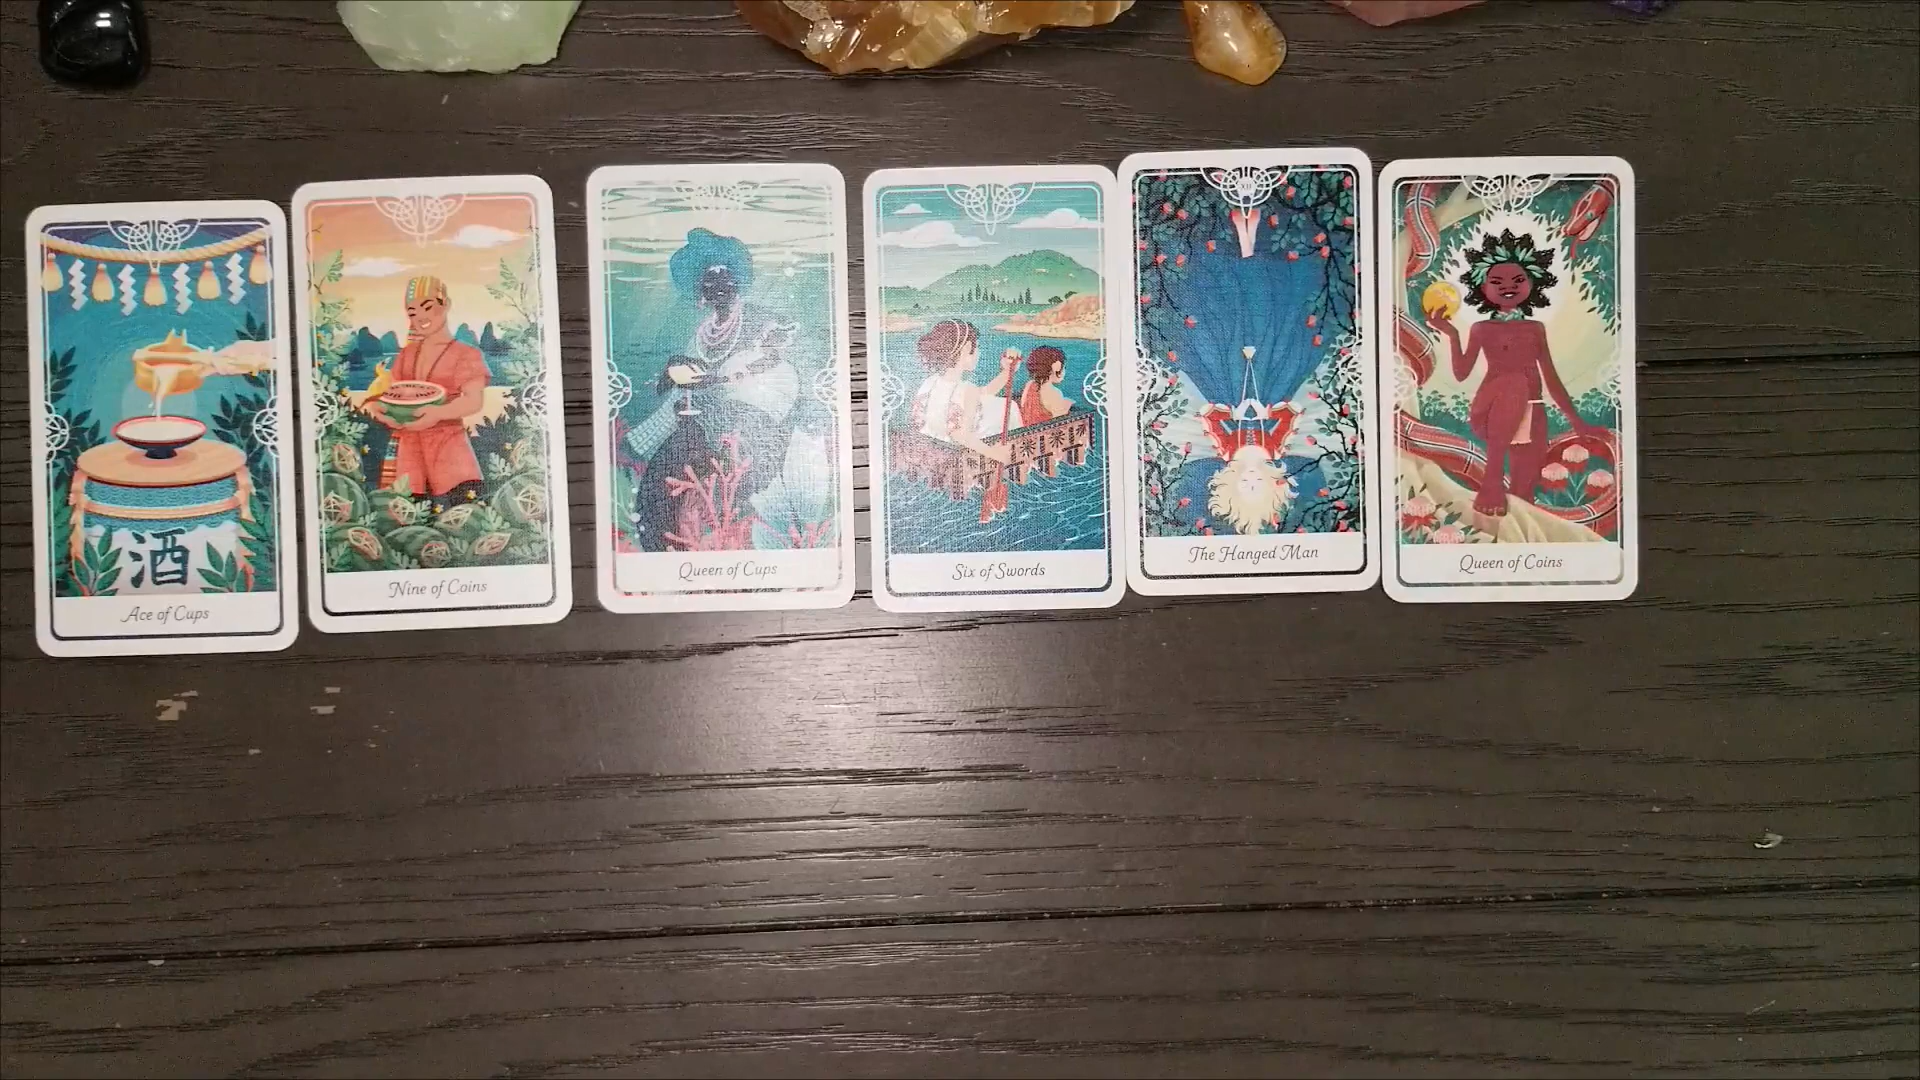 酒
Ace of Cups
Nine of Coins
Queen of Cups
Six of Swords
XII
The Hanged Man
Queen of Coins